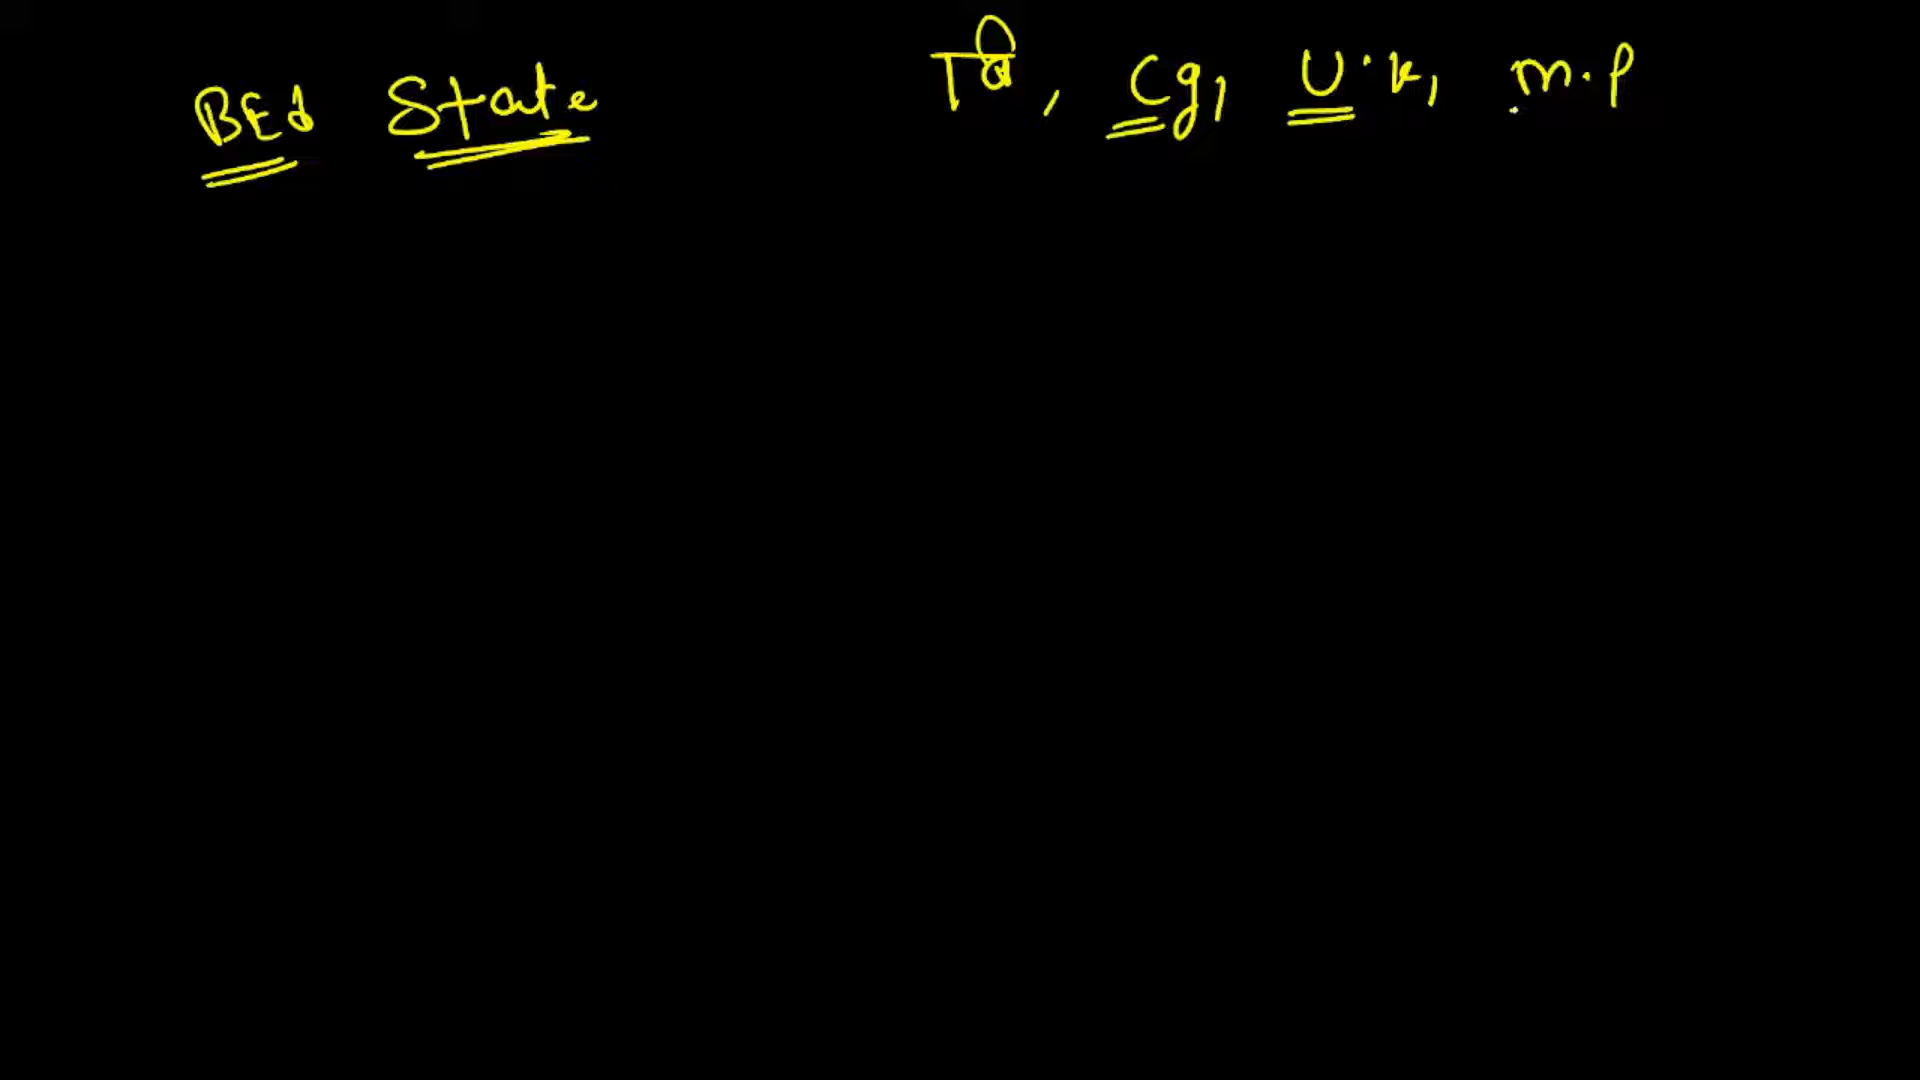 BEd State
, Cg, U.K, M.P